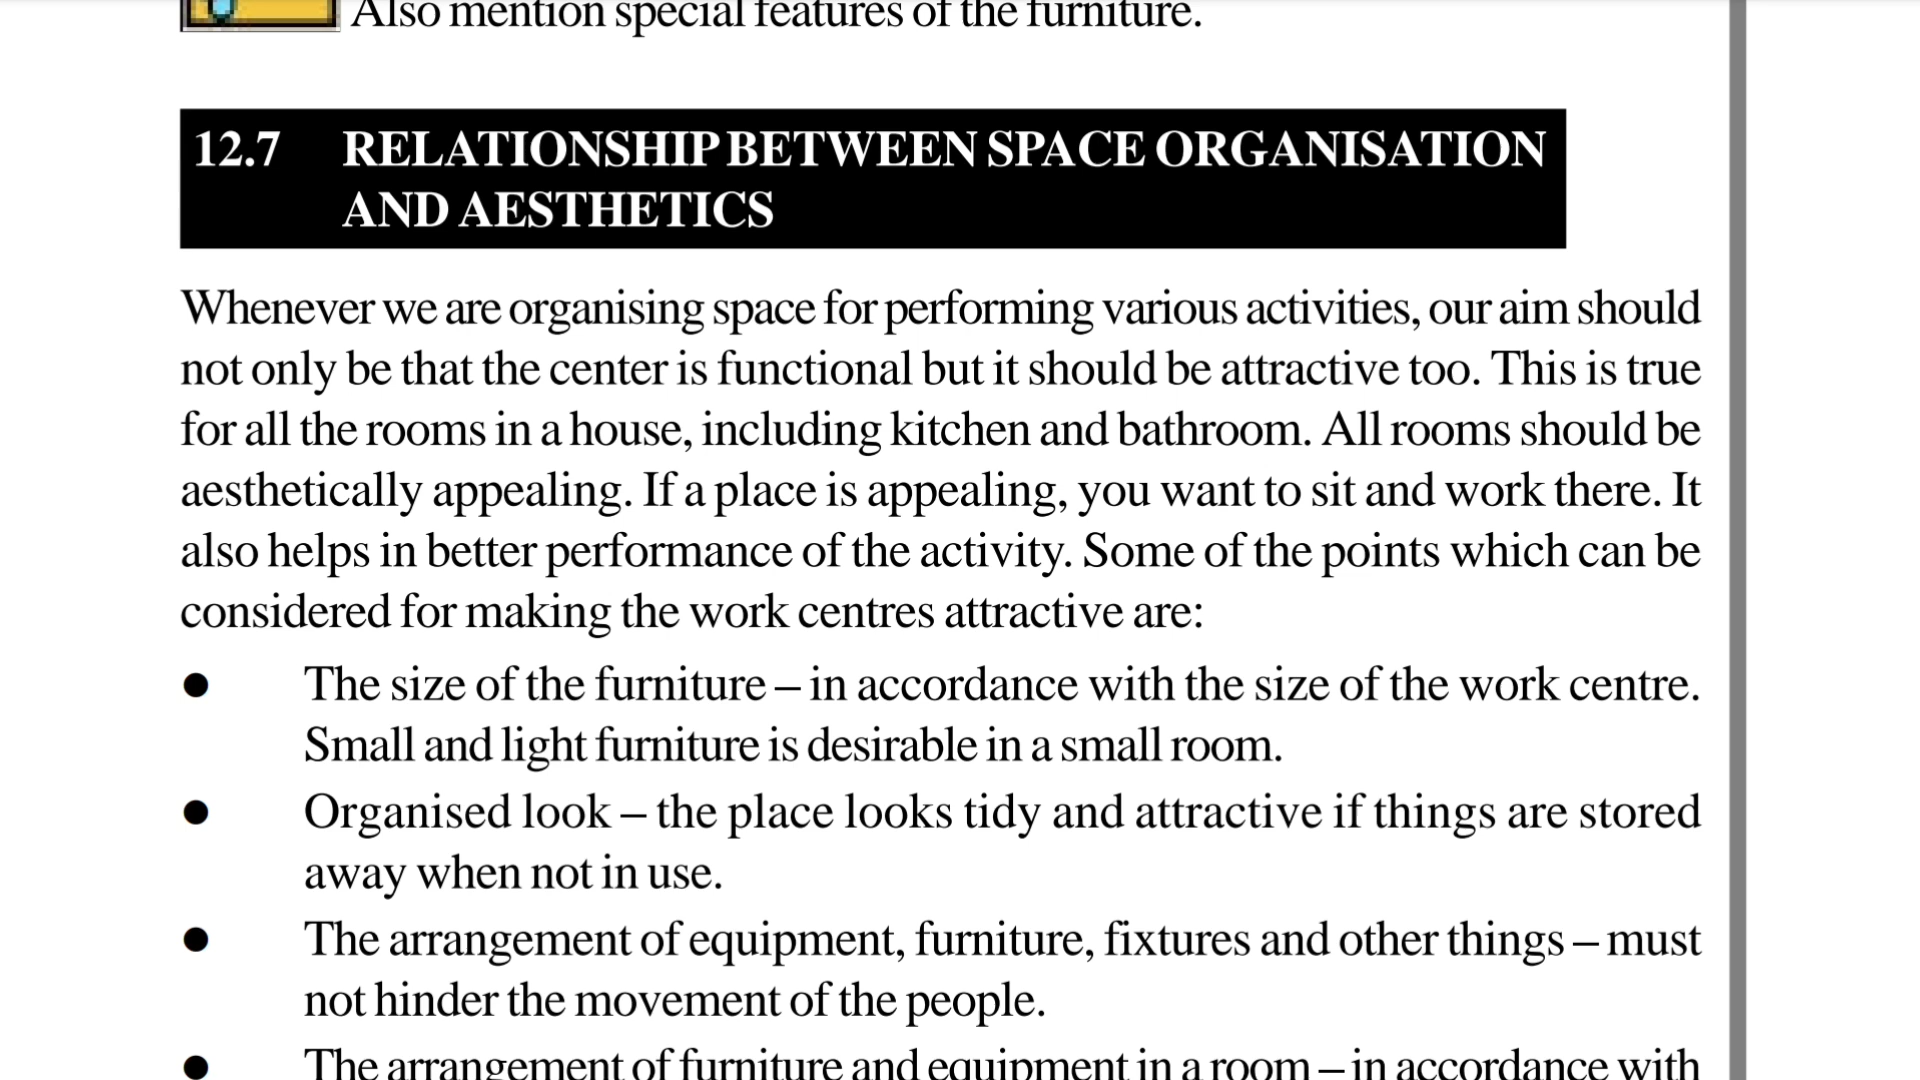 Also mention special features of the furniture.
12.7 RELATIONSHIP BETWEEN SPACE ORGANISATION
AND AESTHETICS
Whenever we are organising space for performing various activities, our aim should
not only be that the center is functional but it should be attractive too. This is true
for all the rooms in a house, including kitchen and bathroom. All rooms should be
aesthetically appealing. If a place is appealing, you want to sit and work there. It
also helps in better performance of the activity. Some of the points which can be
considered for making the work centres attractive are:
● The size of the furniture – in accordance with the size of the work centre.
Small and light furniture is desirable in a small room.
● Organised look – the place looks tidy and attractive if things are stored
away when not in use.
● The arrangement of equipment, furniture, fixtures and other things – must
not hinder the movement of the people.
● The arrangement of furniture and equipment in a room – in accordance with